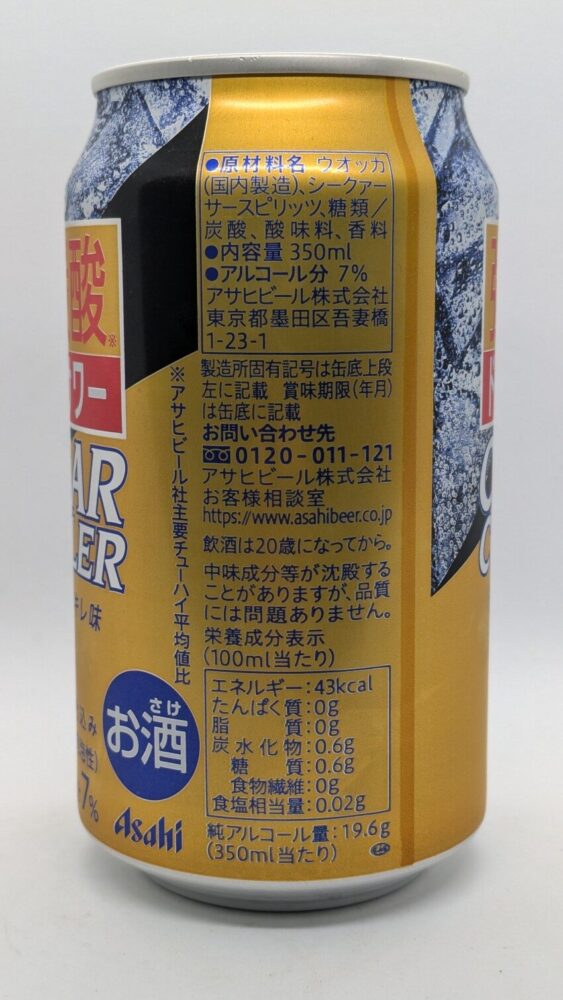 ●原材料名 ウオッカ
(国内製造)、シークァー
サースピリッツ、糖類／
炭酸、酸味料、香料
●内容量 350ml
●アルコール分 7%
アサヒビール株式会社
東京都墨田区吾妻橋
1-23-1
製造所固有記号は缶底上段
左に記載 賞味期限(年月)
は缶底に記載
お問い合わせ先
0120-011-121
アサヒビール株式会社
お客様相談室
https://www.asahibeer.co.jp
飲酒は20歳になってから。
中味成分等が沈殿する
ことがありますが、品質
には問題ありません。
栄養成分表示
(100ml当たり)
エネルギー:43kcal
たんぱく質:0g
脂質:0g
炭水化物:0.6g
糖質:0.6g
食物繊維:0g
食塩相当量:0.02g
純アルコール量:19.6g
(350ml当たり)
※アサヒビール社主要チューハイ平均値比
酸※
ワー
AR
LER
キレ味
込み
7%
さけ
お酒
Asahi